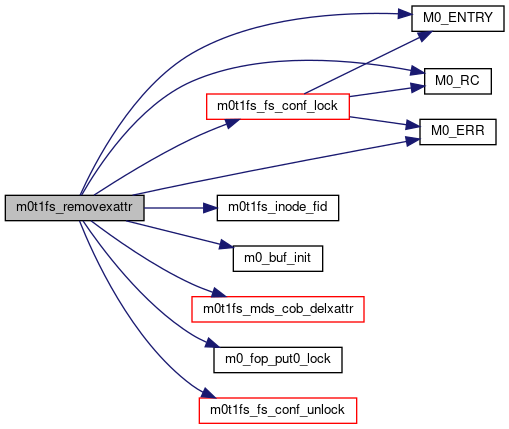 M0_ENTRY
M0_RC
m0t1fs_fs_conf_lock
M0_ERR
m0t1fs_removexattr
m0t1fs_inode_fid
m0_buf_init
m0t1fs_mds_cob_delxattr
m0_fop_put0_lock
m0t1fs_fs_conf_unlock